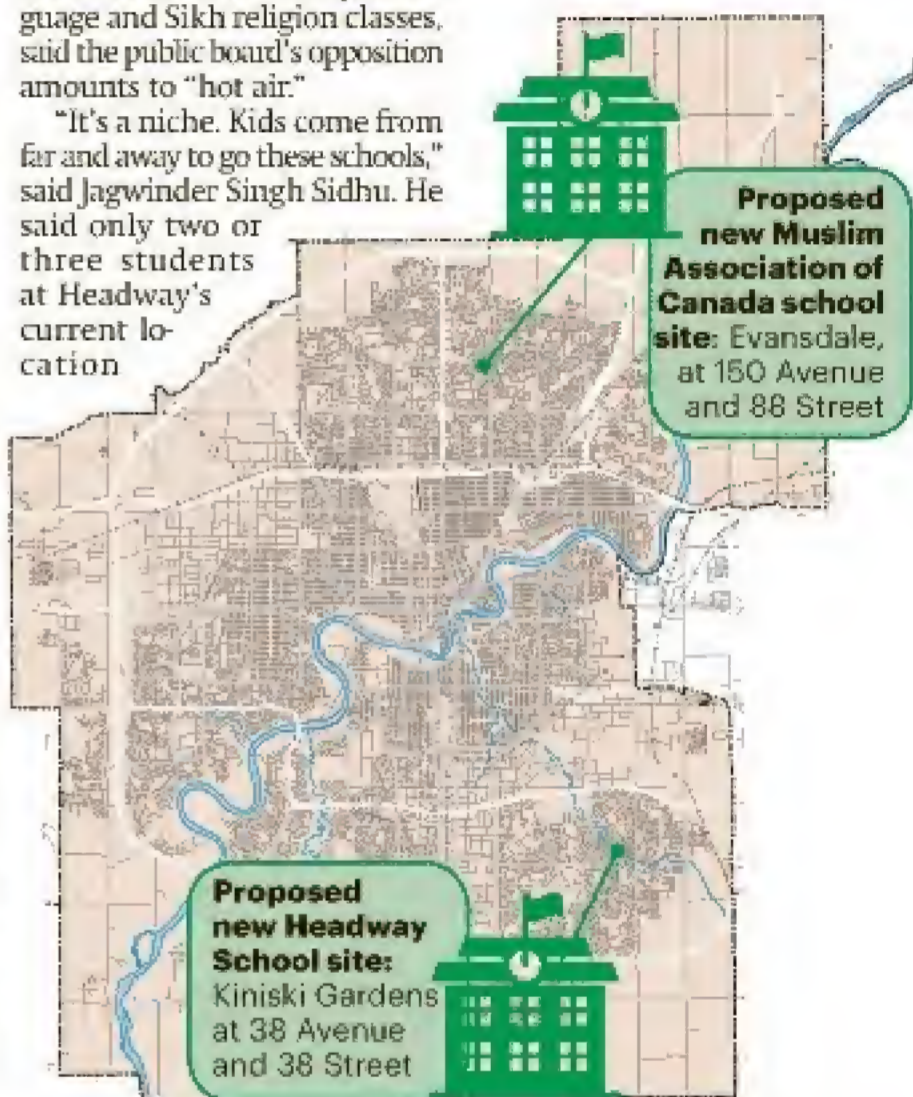 guage and Sikh religion classes,
said the public board's opposition
amounts to "hot air."
"It's a niche. Kids come from
far and away to go these schools,"
said Jagwinder Singh Sidhu. He
said only two or
three students
at Headway's
current lo-
cation
Proposed
new Muslim
Association of
Canada school
site: Evansdale,
at 150 Avenue
and 88 Street
Proposed
new Headway
School site:
Kiniski Gardens
at 38 Avenue
and 38 Street